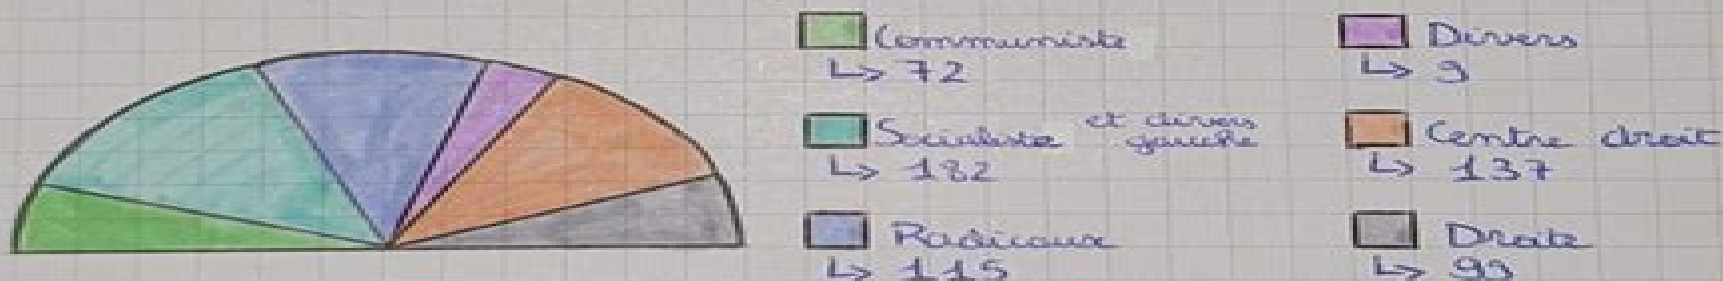 Communiste
↳ 72
Socialiste et divers gauche
↳ 182
Radicaux
↳ 115
Divers
↳ 9
Centre droit
↳ 137
Droite
↳ 99